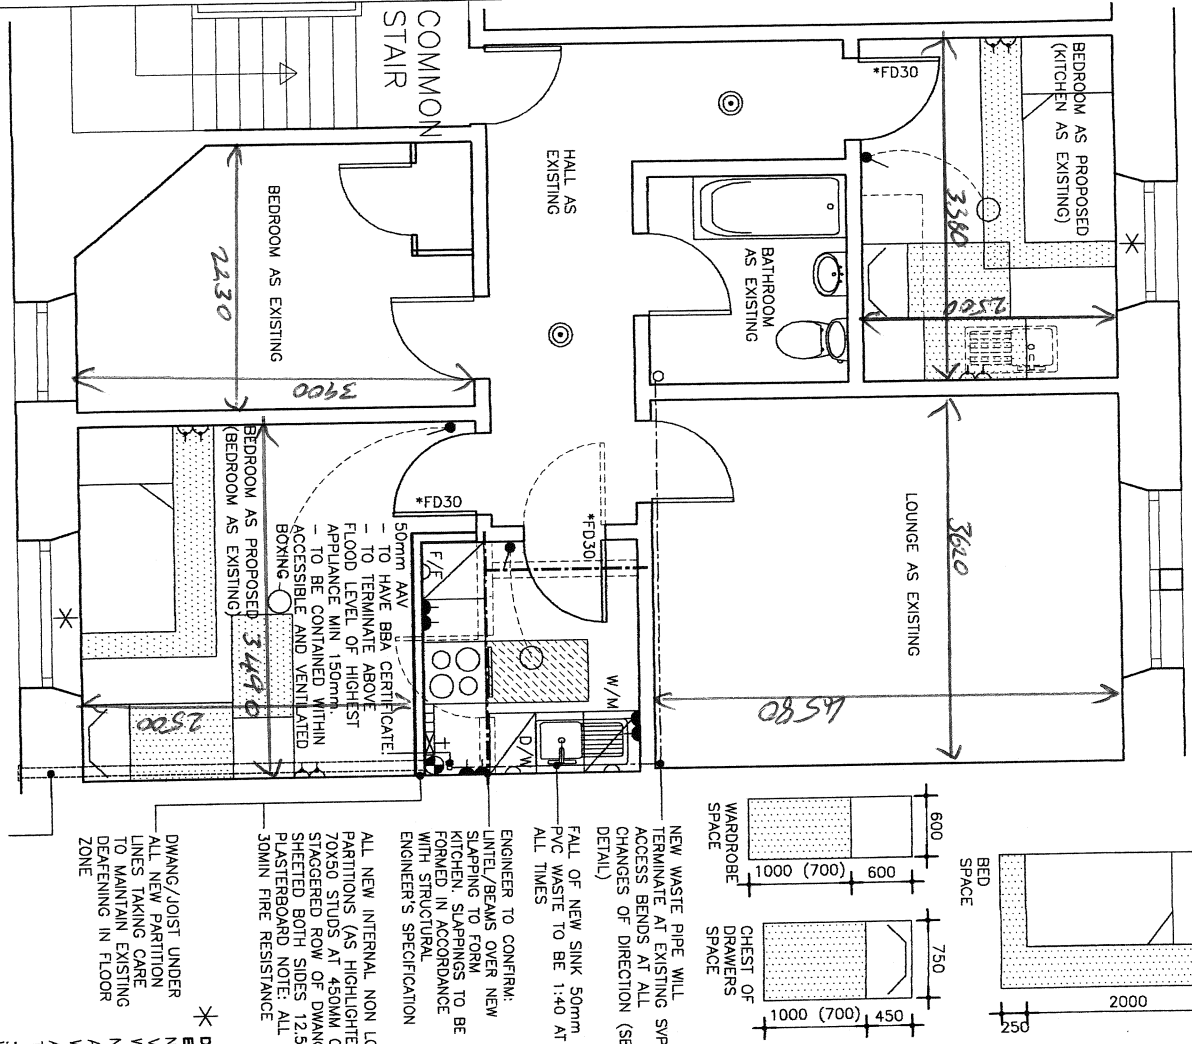 COMMON
STAIR
*FD30
BEDROOM AS PROPOSED
(KITCHEN AS EXISTING)
HALL AS
EXISTING
3380
2500
BATHROOM
AS EXISTING
BEDROOM AS EXISTING
2230
3900
LOUNGE AS EXISTING
3620
4580
*FD30
*FD30
BEDROOM AS PROPOSED
(BEDROOM AS EXISTING)
3490
2500
50mm AAV
- TO HAVE BBA CERTIFICATE.
- TO TERMINATE ABOVE
FLOOD LEVEL OF HIGHEST
APPLIANCE MIN 150mm.
- TO BE CONTAINED WITHIN
ACCESSIBLE AND VENTILATED
BOXING
F/F
W/M
D/W
NEW WASTE PIPE WILL
TERMINATE AT EXISTING SVP
ACCESS BENDS AT ALL
CHANGES OF DIRECTION (SE
DETAIL)
FALL OF NEW SINK 50mm
PVC WASTE TO BE 1:40 AT
ALL TIMES
ENGINEER TO CONFIRM:
LINTEL/BEAMS OVER NEW
SLAPPING TO FORM
KITCHEN. SLAPPINGS TO BE
FORMED IN ACCORDANCE
WITH STRUCTURAL
ENGINEER'S SPECIFICATION
ALL NEW INTERNAL NON LO
PARTITIONS (AS HIGHLIGHTE
70X50 STUDS AT 450MM C
STAGGERED ROW OF DWANG
SHEETED BOTH SIDES 12.5
PLASTERBOARD NOTE: ALL
30MIN FIRE RESISTANCE
DWANG/JOIST UNDER
ALL NEW PARTITION
LINES TAKING CARE
TO MAINTAIN EXISTING
DEAFENING IN FLOOR
ZONE
WARDROBE
SPACE
600
1000 (700)
600
CHEST OF
DRAWERS
SPACE
750
1000 (700)
450
BED
SPACE
2000
250